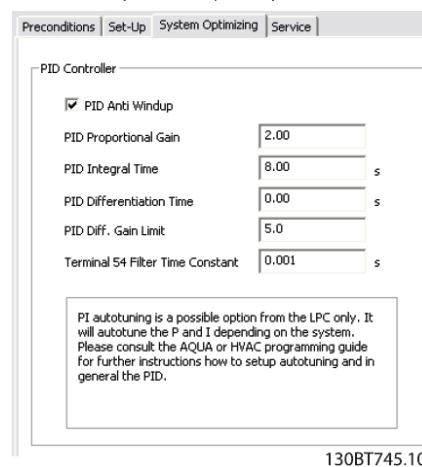 Preconditions Set-Up System Optimizing Service
PID Controller
PID Anti Windup
PID Proportional Gain 2.00
PID Integral Time 8.00 s
PID Differentiation Time 0.00 s
PID Diff. Gain Limit 5.0
Terminal 54 Filter Time Constant 0.001 s
PI autotuning is a possible option from the LPC only. It
will autotune the P and I depending on the system.
Please consult the AQUA or HVAC programming guide
for further instructions how to setup autotuning and in
general the PID.
130BT745.10